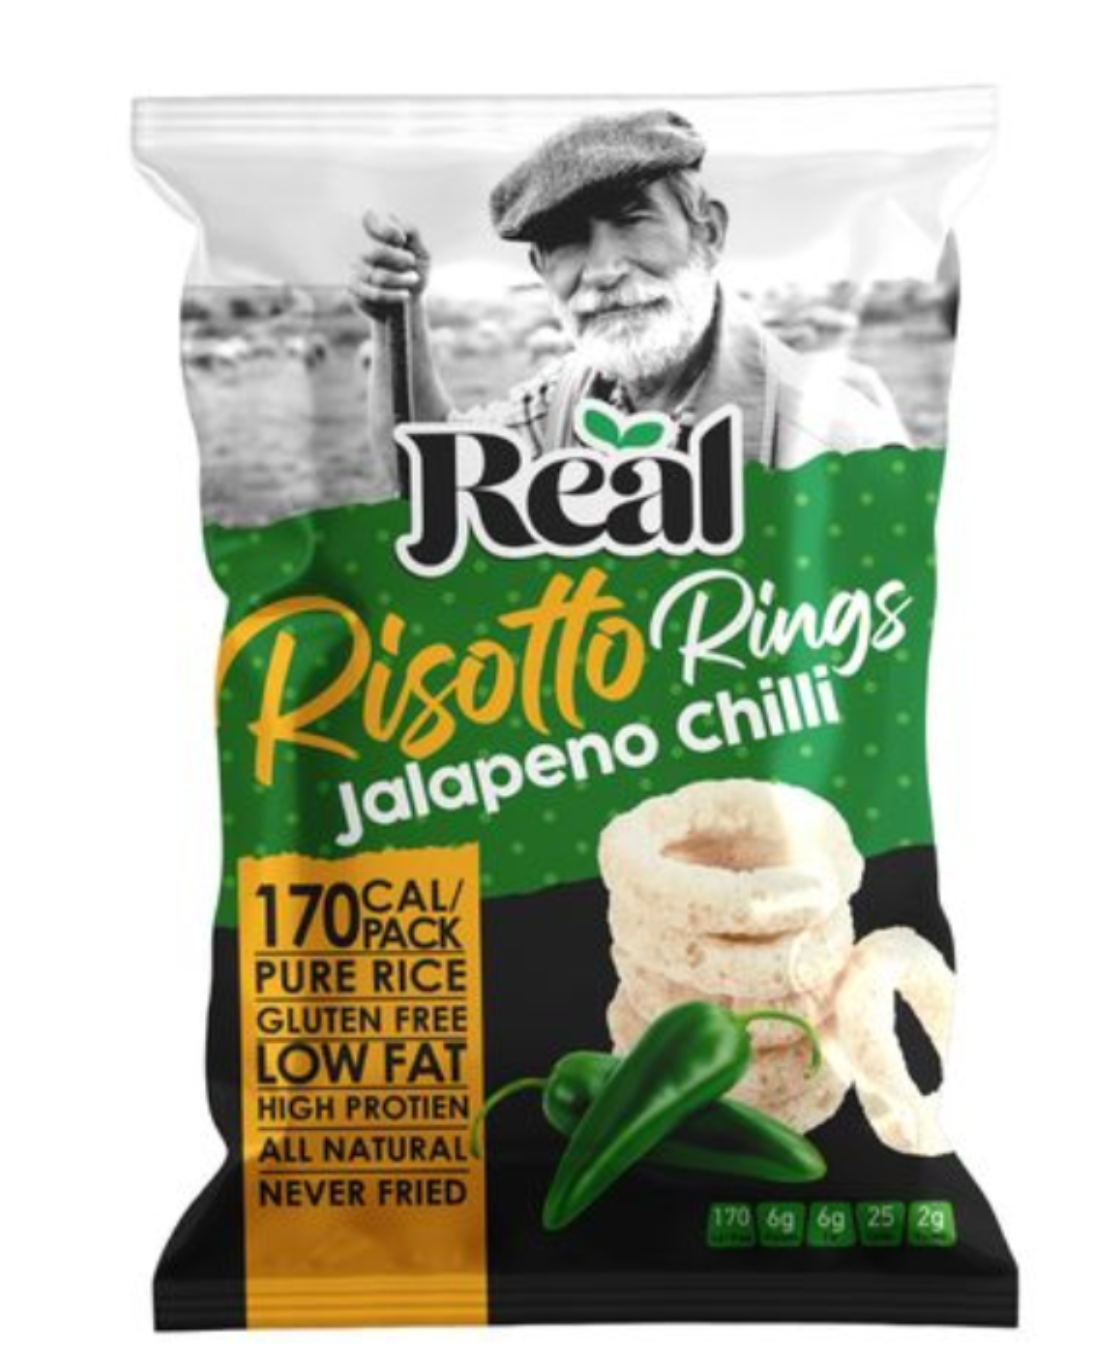 Real
Risotto Rings
Jalapeno Chilli
170 CAL/
PACK
PURE RICE
GLUTEN FREE
LOW FAT
HIGH PROTIEN
ALL NATURAL
NEVER FRIED
170 6g 6g 25 2g